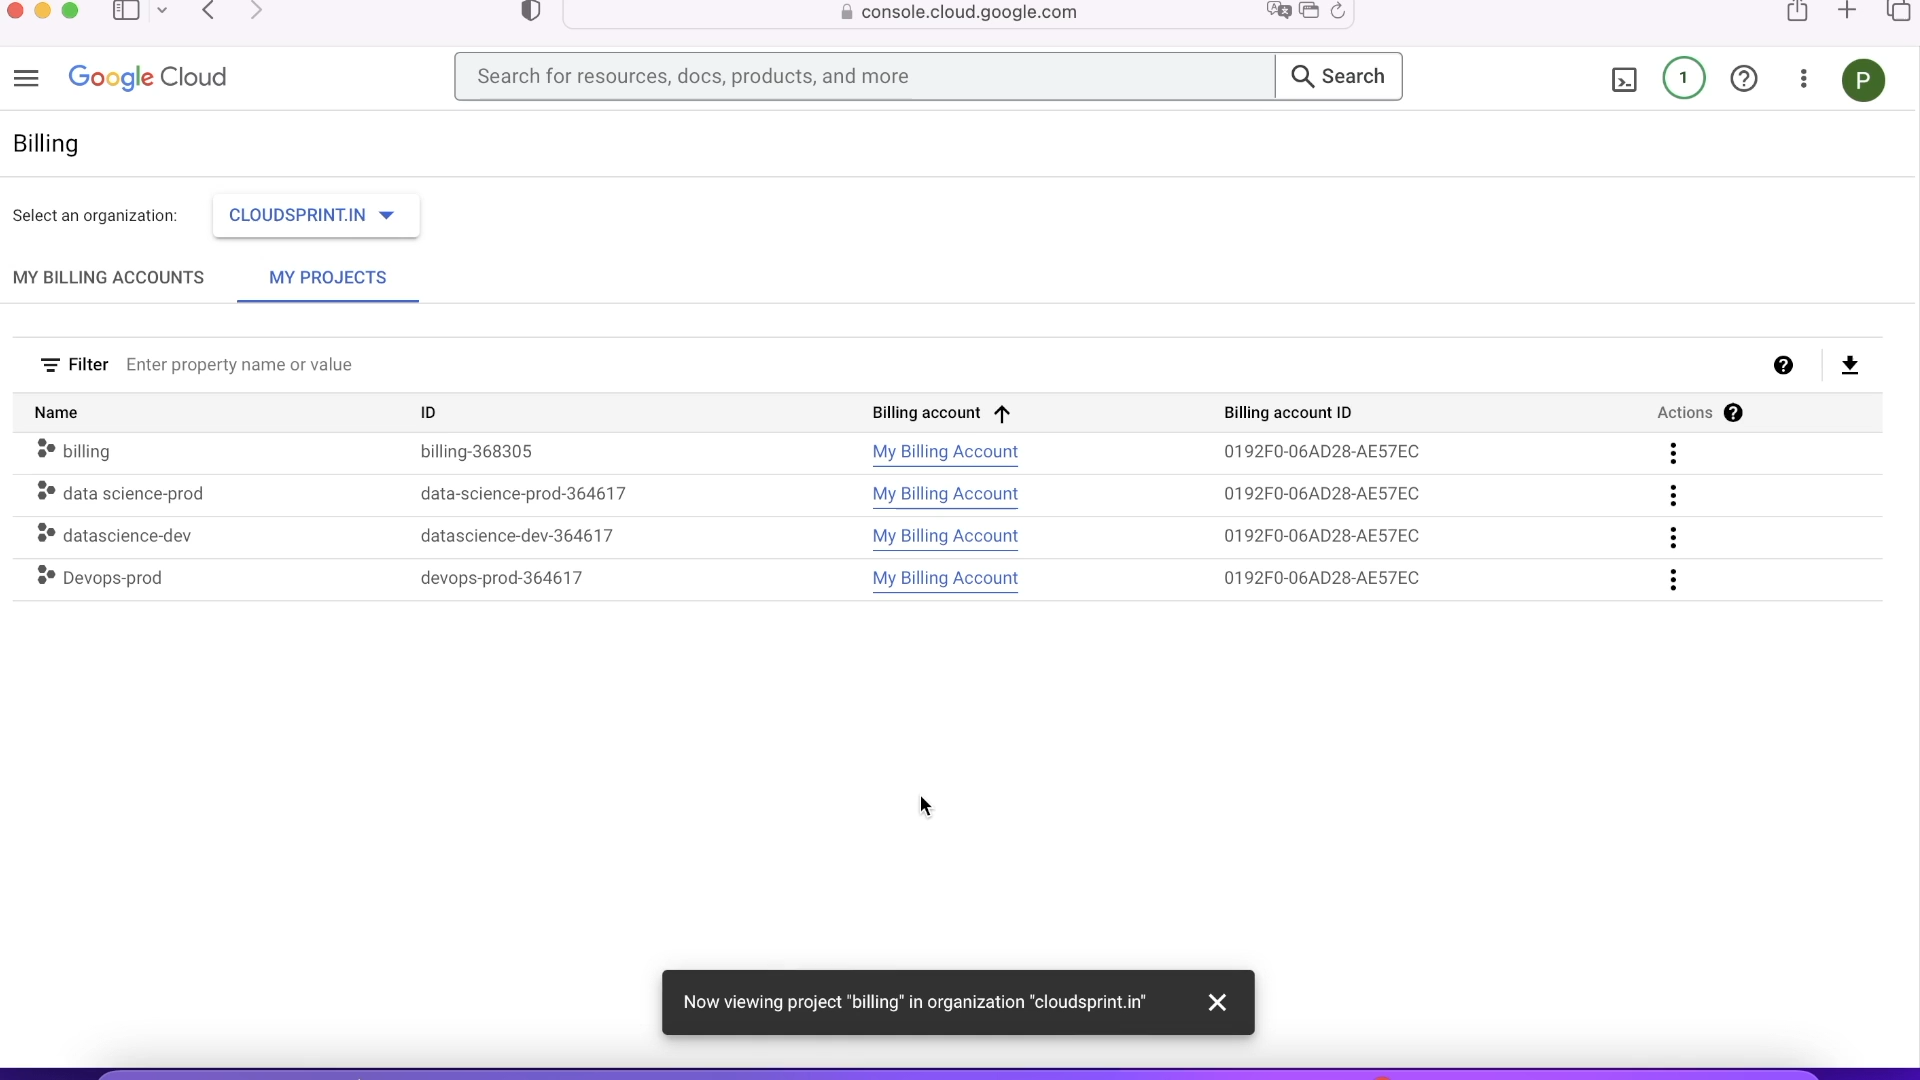 console.cloud.google.com
Google Cloud
Search for resources, docs, products, and more
Search
1
P
Billing
Select an organization:
CLOUDSPRINT.IN
MY BILLING ACCOUNTS
MY PROJECTS
Filter Enter property name or value
Name ID Billing account Billing account ID Actions
billing billing-368305 My Billing Account 0192F0-06AD28-AE57EC
data science-prod data-science-prod-364617 My Billing Account 0192F0-06AD28-AE57EC
datascience-dev datascience-dev-364617 My Billing Account 0192F0-06AD28-AE57EC
Devops-prod devops-prod-364617 My Billing Account 0192F0-06AD28-AE57EC
Now viewing project "billing" in organization "cloudsprint.in"